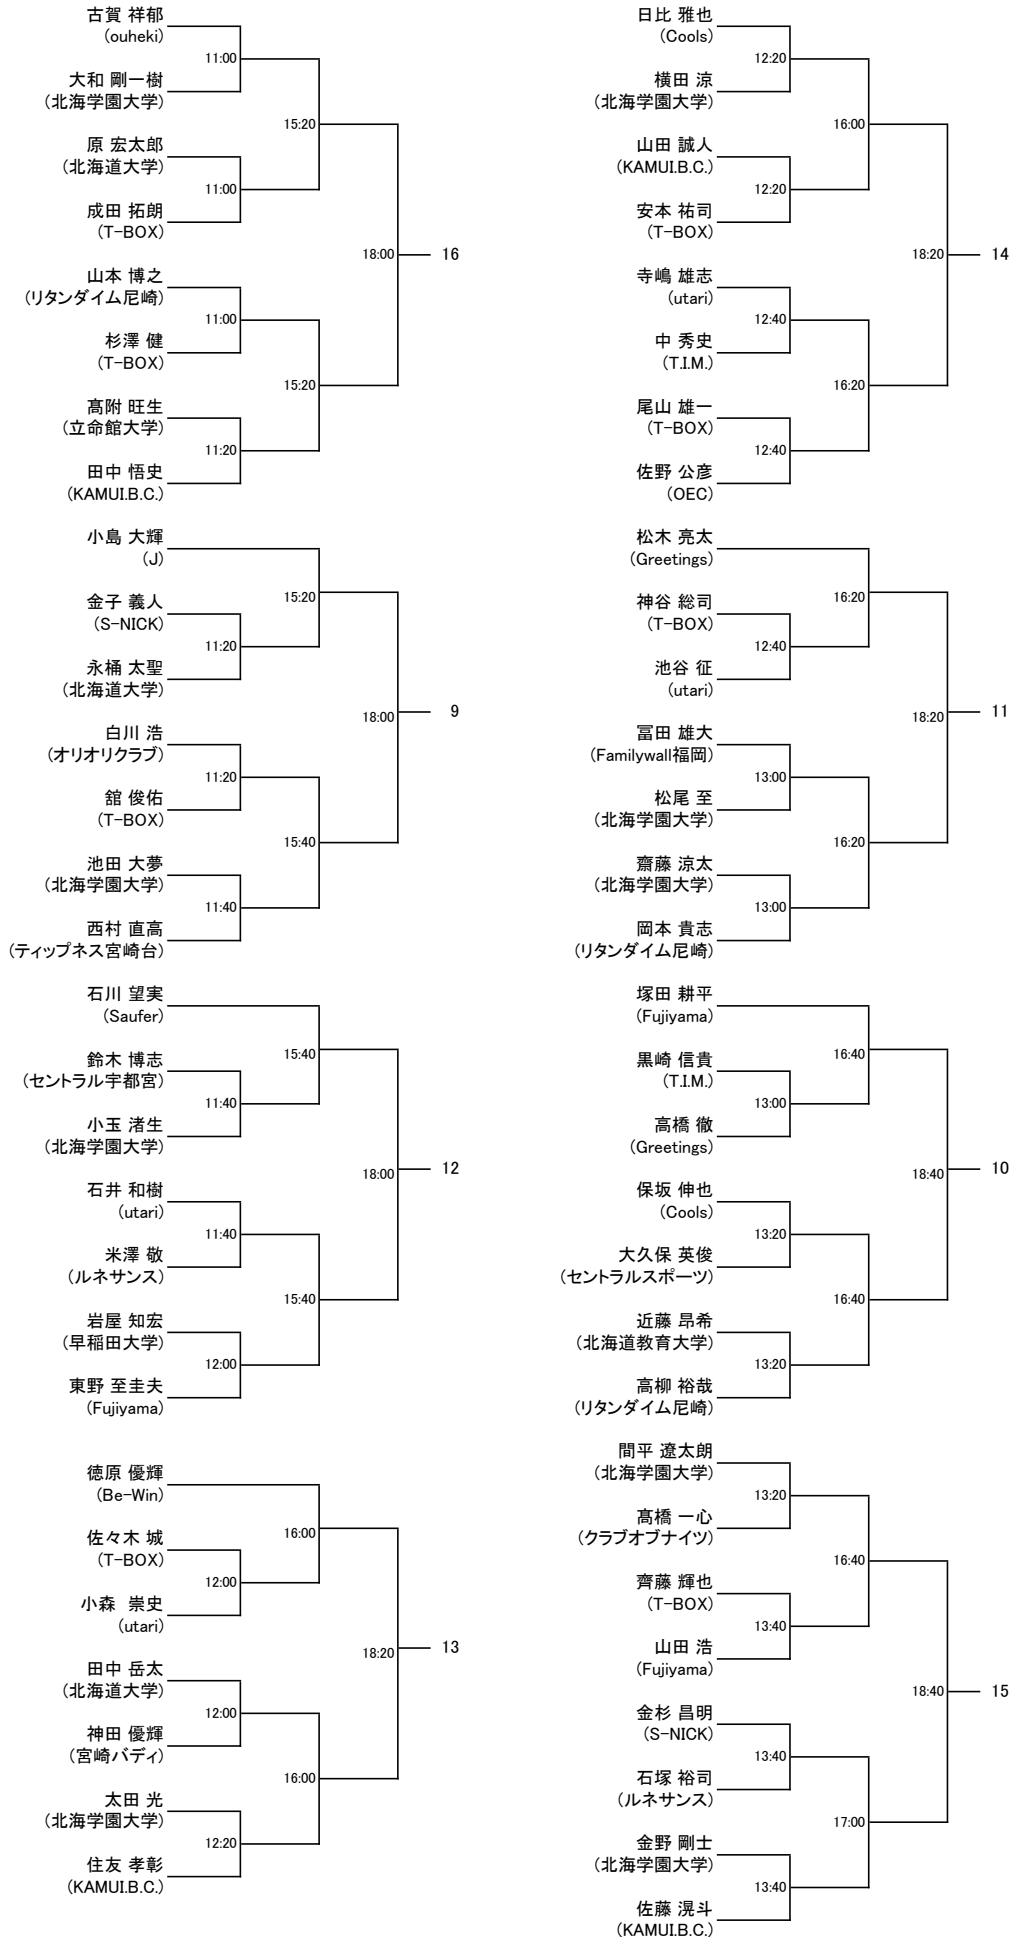 古賀 祥郁
(ouheki)
11:00
大和 剛一樹
(北海学園大学)
15:20
原 宏太郎
(北海道大学)
11:00
成田 拓朗
(T-BOX)
18:00
16
山本 博之
(リタンダイム尼崎)
11:00
杉澤 健
(T-BOX)
15:20
髙附 旺生
(立命館大学)
11:20
田中 悟史
(KAMUI.B.C.)
小島 大輝
(J)
15:20
金子 義人
(S-NICK)
11:20
永桶 太聖
(北海道大学)
18:00
9
白川 浩
(オリオリクラブ)
11:20
舘 俊佑
(T-BOX)
15:40
池田 大夢
(北海学園大学)
11:40
西村 直高
(ティップネス宮崎台)
石川 望実
(Saufer)
15:40
鈴木 博志
(セントラル宇都宮)
11:40
小玉 渚生
(北海学園大学)
18:00
12
石井 和樹
(utari)
11:40
米澤 敬
(ルネサンス)
15:40
岩屋 知宏
(早稲田大学)
12:00
東野 至圭夫
(Fujiyama)
徳原 優輝
(Be-Win)
16:00
佐々木 城
(T-BOX)
12:00
小森 崇史
(utari)
18:20
13
田中 岳太
(北海道大学)
12:00
神田 優輝
(宮崎バディ)
16:00
太田 光
(北海学園大学)
12:20
住友 孝彰
(KAMUI.B.C.)
日比 雅也
(Cools)
12:20
横田 涼
(北海学園大学)
16:00
山田 誠人
(KAMUI.B.C.)
12:20
安本 祐司
(T-BOX)
18:20
14
寺嶋 雄志
(utari)
12:40
中 秀史
(T.I.M.)
16:20
尾山 雄一
(T-BOX)
12:40
佐野 公彦
(OEC)
松木 亮太
(Greetings)
16:20
神谷 総司
(T-BOX)
12:40
池谷 征
(utari)
18:20
11
冨田 雄大
(Familywall福岡)
13:00
松尾 至
(北海学園大学)
16:20
齋藤 涼太
(北海学園大学)
13:00
岡本 貴志
(リタンダイム尼崎)
塚田 耕平
(Fujiyama)
16:40
黒崎 信貴
(T.I.M.)
13:00
高橋 徹
(Greetings)
18:40
10
保坂 伸也
(Cools)
13:20
大久保 英俊
(セントラルスポーツ)
16:40
近藤 昂希
(北海道教育大学)
13:20
高柳 裕哉
(リタンダイム尼崎)
間平 遼太朗
(北海学園大学)
13:20
髙橋 一心
(クラブオブナイツ)
16:40
齊藤 輝也
(T-BOX)
13:40
山田 浩
(Fujiyama)
18:40
15
金杉 昌明
(S-NICK)
13:40
石塚 裕司
(ルネサンス)
17:00
金野 剛士
(北海学園大学)
13:40
佐藤 滉斗
(KAMUI.B.C.)